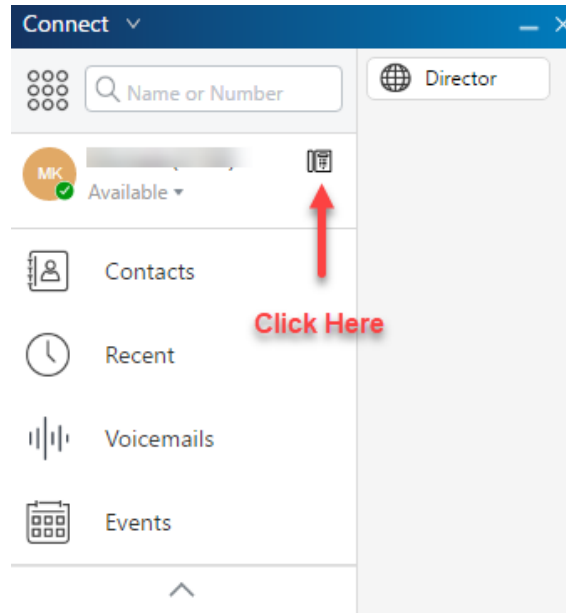 Connect
Name or Number
Director
MK
Available
Click Here
Contacts
Recent
Voicemails
Events